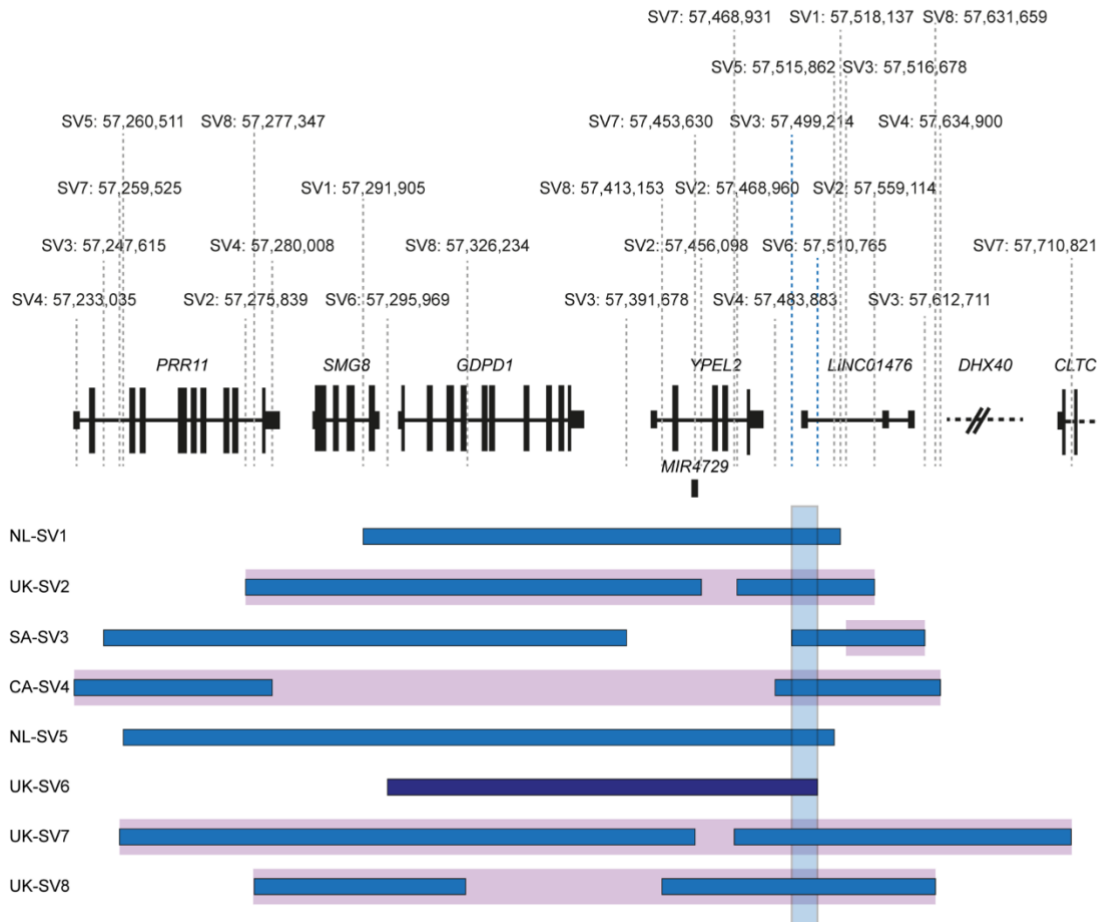 SV7: 57,468,931 SV1: 57,518,137 SV8: 57,631,659
SV5: 57,515,862 SV3: 57,516,678
SV5: 57,260,511 SV8: 57,277,347 SV7: 57,453,630 SV3: 57,499,214 SV4: 57,634,900
SV7: 57,259,525 SV1: 57,291,905 SV8: 57,413,153 SV2: 57,468,960 SV2: 57,559,114
SV3: 57,247,615 SV4: 57,280,008 SV8: 57,326,234 SV2: 57,456,098 SV6: 57,510,765 SV7: 57,710,821
SV4: 57,233,035 SV2: 57,275,839 SV6: 57,295,969 SV3: 57,391,678 SV4: 57,483,883 SV3: 57,612,711
PRR11 SMG8 GDPD1 YPEL2 LINC01476 DHX40 CLTC
MIR4729
NL-SV1
UK-SV2
SA-SV3
CA-SV4
NL-SV5
UK-SV6
UK-SV7
UK-SV8